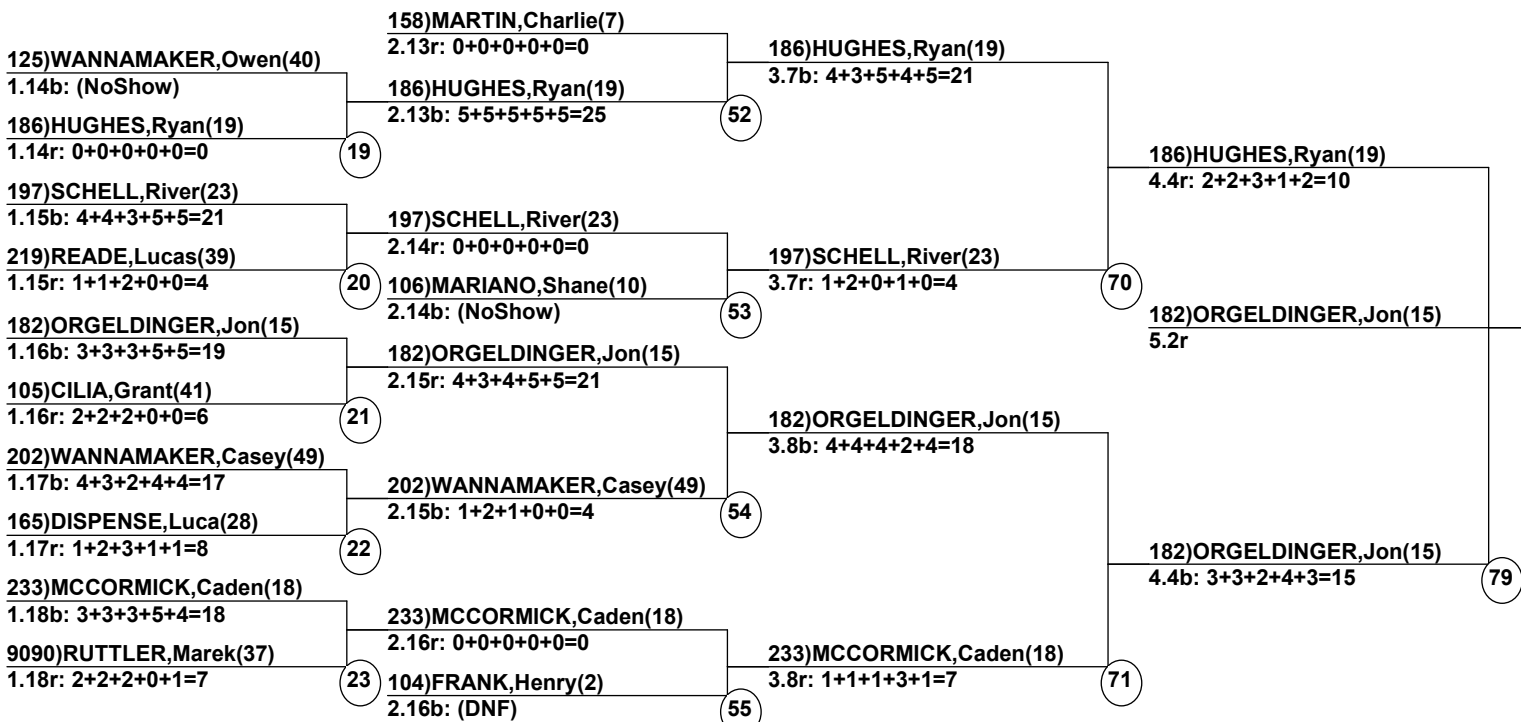 125)WANNAMAKER,Owen(40)
1.14b: (NoShow)
186)HUGHES,Ryan(19)
1.14r: 0+0+0+0+0=0
19
197)SCHELL,River(23)
1.15b: 4+4+3+5+5=21
219)READE,Lucas(39)
1.15r: 1+1+2+0+0=4
20
182)ORGELDINGER,Jon(15)
1.16b: 3+3+3+5+5=19
105)CILIA,Grant(41)
1.16r: 2+2+2+0+0=6
21
202)WANNAMAKER,Casey(49)
1.17b: 4+3+2+4+4=17
165)DISPENSE,Luca(28)
1.17r: 1+2+3+1+1=8
22
233)MCCORMICK,Caden(18)
1.18b: 3+3+3+5+4=18
9090)RUTTLER,Marek(37)
1.18r: 2+2+2+0+1=7
23
158)MARTIN,Charlie(7)
2.13r: 0+0+0+0+0=0
186)HUGHES,Ryan(19)
2.13b: 5+5+5+5+5=25
52
197)SCHELL,River(23)
2.14r: 0+0+0+0+0=0
106)MARIANO,Shane(10)
2.14b: (NoShow)
53
182)ORGELDINGER,Jon(15)
2.15r: 4+3+4+5+5=21
202)WANNAMAKER,Casey(49)
2.15b: 1+2+1+0+0=4
54
233)MCCORMICK,Caden(18)
2.16r: 0+0+0+0+0=0
104)FRANK,Henry(2)
2.16b: (DNF)
55
186)HUGHES,Ryan(19)
3.7b: 4+3+5+4+5=21
197)SCHELL,River(23)
3.7r: 1+2+0+1+0=4
70
182)ORGELDINGER,Jon(15)
3.8b: 4+4+4+2+4=18
233)MCCORMICK,Caden(18)
3.8r: 1+1+1+3+1=7
71
186)HUGHES,Ryan(19)
4.4r: 2+2+3+1+2=10
182)ORGELDINGER,Jon(15)
5.2r
182)ORGELDINGER,Jon(15)
4.4b: 3+3+2+4+3=15
79